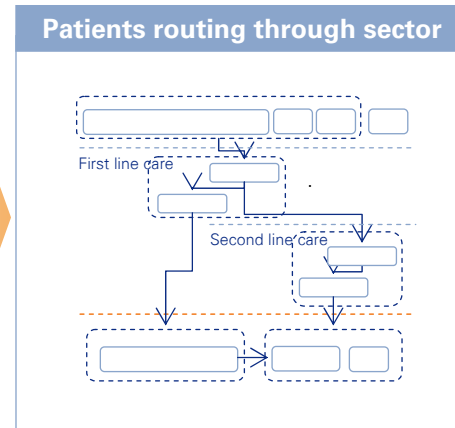 Patients routing through sector
First line care
Second line care